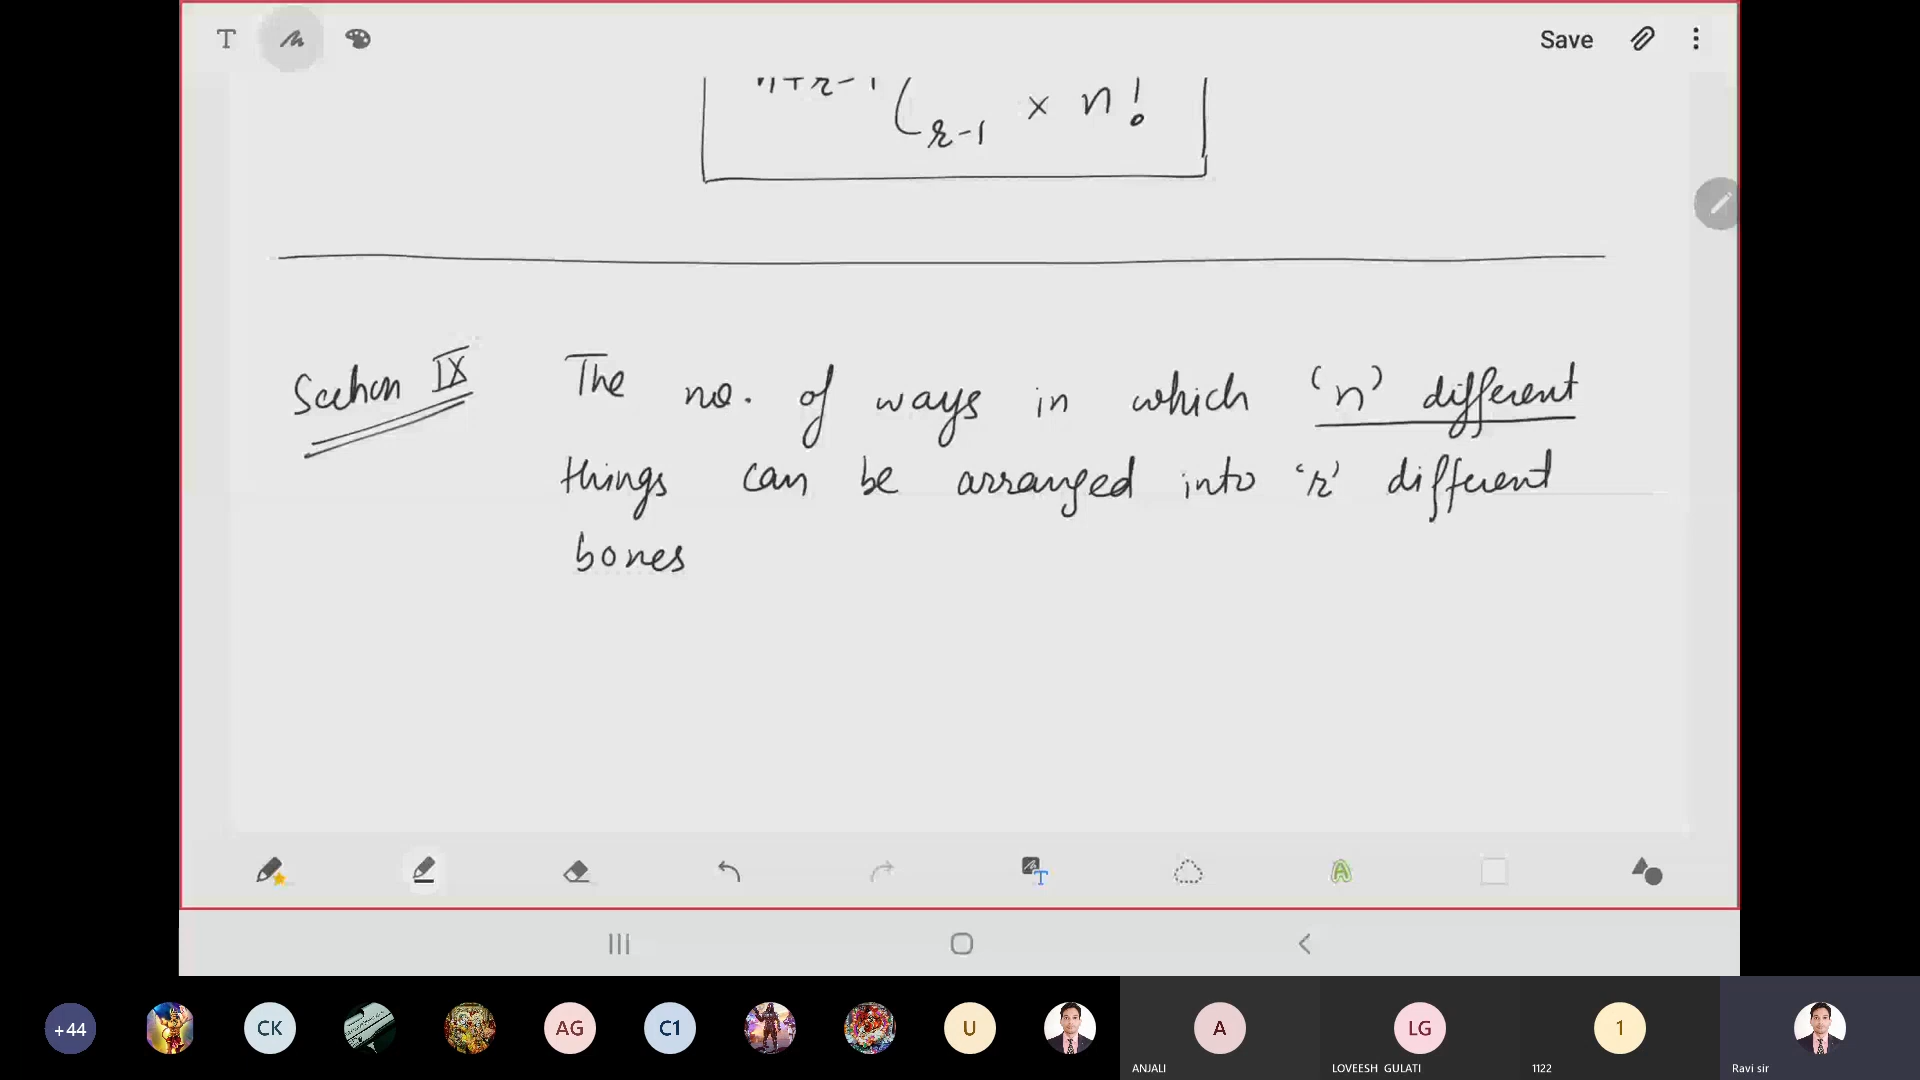 Save
n+r-1 C r-1 × n!
Section IX The no. of ways in which 'n' different
things can be arranged into 'r' different
boxes
+44
CK
AG
C1
U
A
LG
1
ANJALI
LOVEESH GULATI
1122
Ravi sir